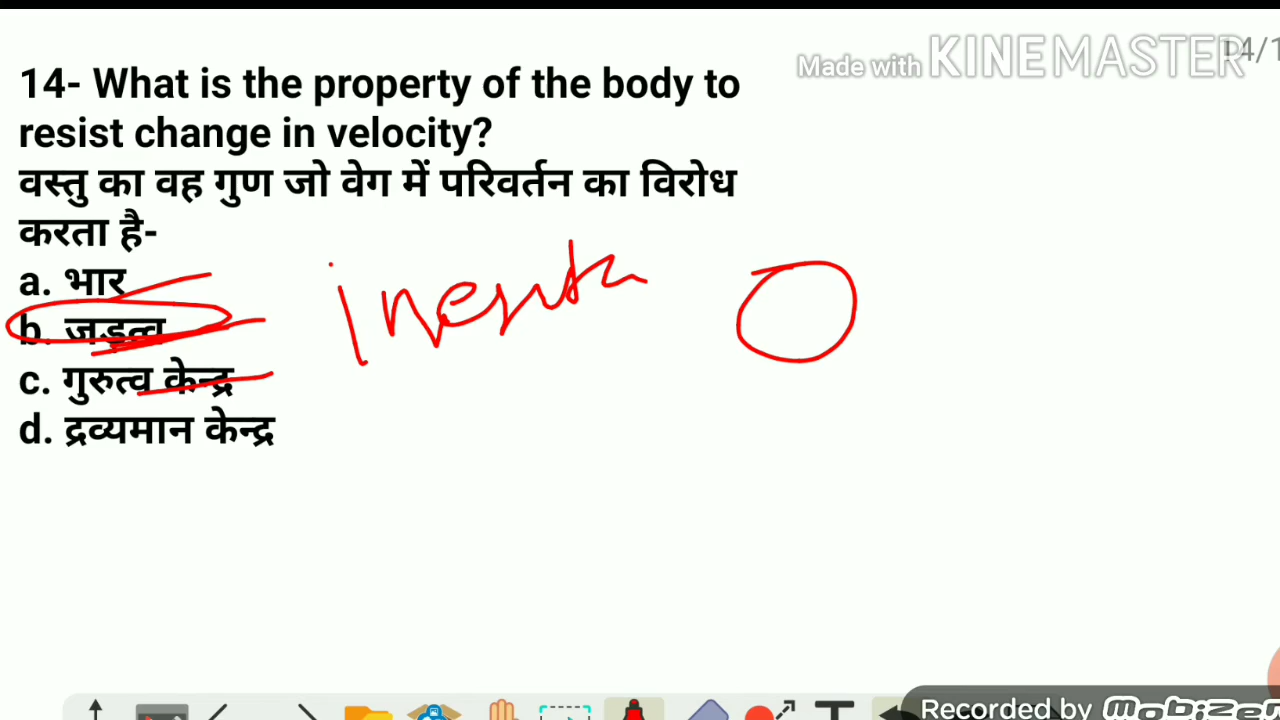 Made with KINEMASTER
14- What is the property of the body to
resist change in velocity?
वस्तु का वह गुण जो वेग में परिवर्तन का विरोध
करता है-
a. भार
b. जड़त्व
c. गुरुत्व केन्द्र
d. द्रव्यमान केन्द्र
Recorded by